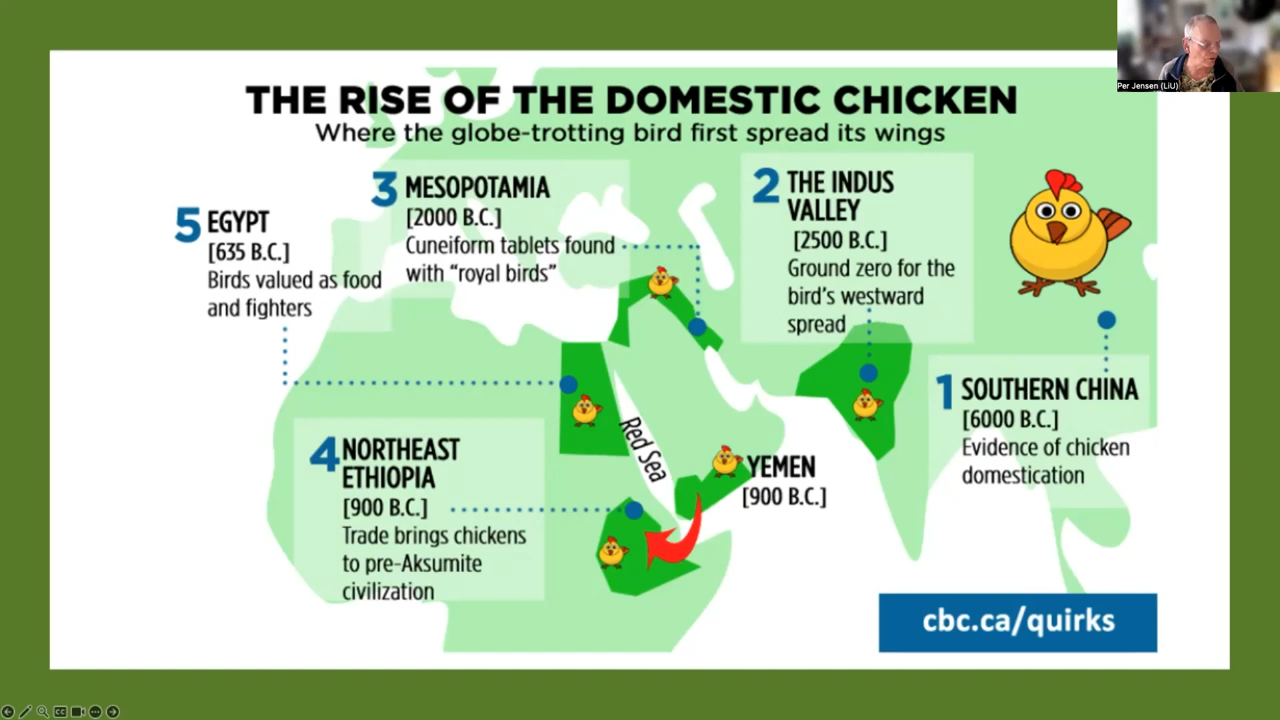 THE RISE OF THE DOMESTIC CHICKEN
Where the globe-trotting bird first spread its wings
1 SOUTHERN CHINA
[6000 B.C.]
Evidence of chicken
domestication
2 THE INDUS
VALLEY
[2500 B.C.]
Ground zero for the
bird's westward
spread
3 MESOPOTAMIA
[2000 B.C.]
Cuneiform tablets found
with “royal birds”
4 NORTHEAST
ETHIOPIA
[900 B.C.]
Trade brings chickens
to pre-Aksumite
civilization
5 EGYPT
[635 B.C.]
Birds valued as food
and fighters
Red Sea
YEMEN
[900 B.C.]
cbc.ca/quirks
Per Jensen (LiU)
CC